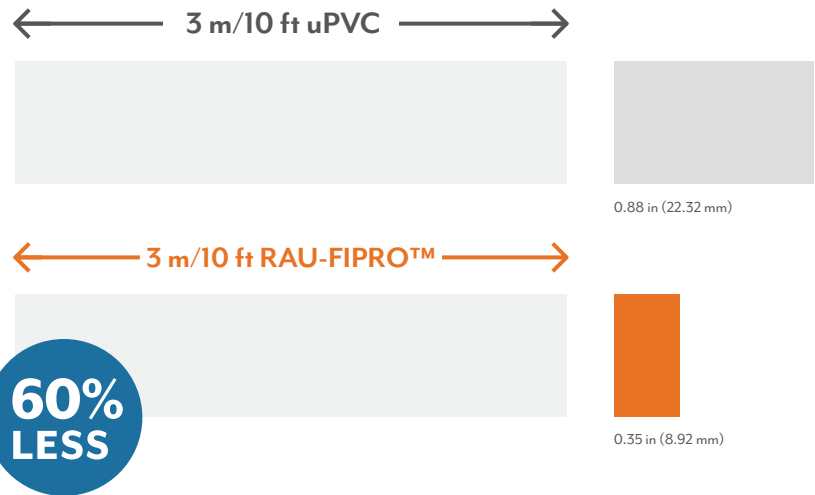 3 m/10 ft uPVC
0.88 in (22.32 mm)
3 m/10 ft RAU-FIPRO™
60%
LESS
0.35 in (8.92 mm)